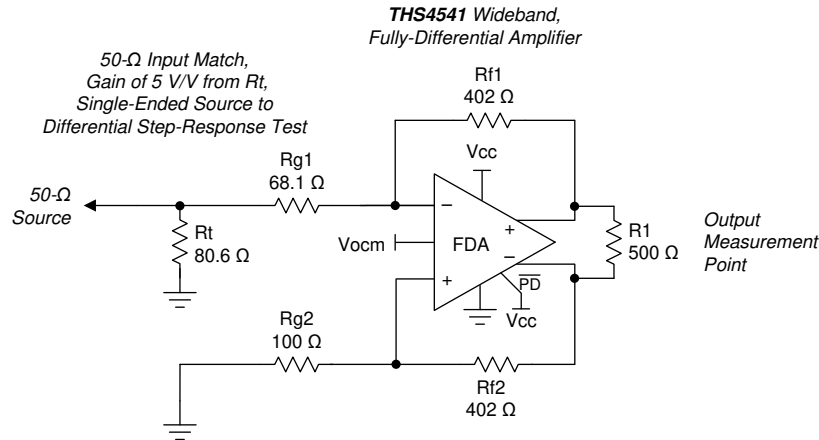 THS4541 Wideband,
Fully-Differential Amplifier
50-Ω Input Match,
Gain of 5 V/V from Rt,
Single-Ended Source to
Differential Step-Response Test
Rf1
402 Ω
Vcc
Rg1
68.1 Ω
50-Ω
Source
Rt
80.6 Ω
Vocm
−
+
FDA
+
−
PD
Vcc
R1
500 Ω
Output
Measurement
Point
Rg2
100 Ω
Rf2
402 Ω